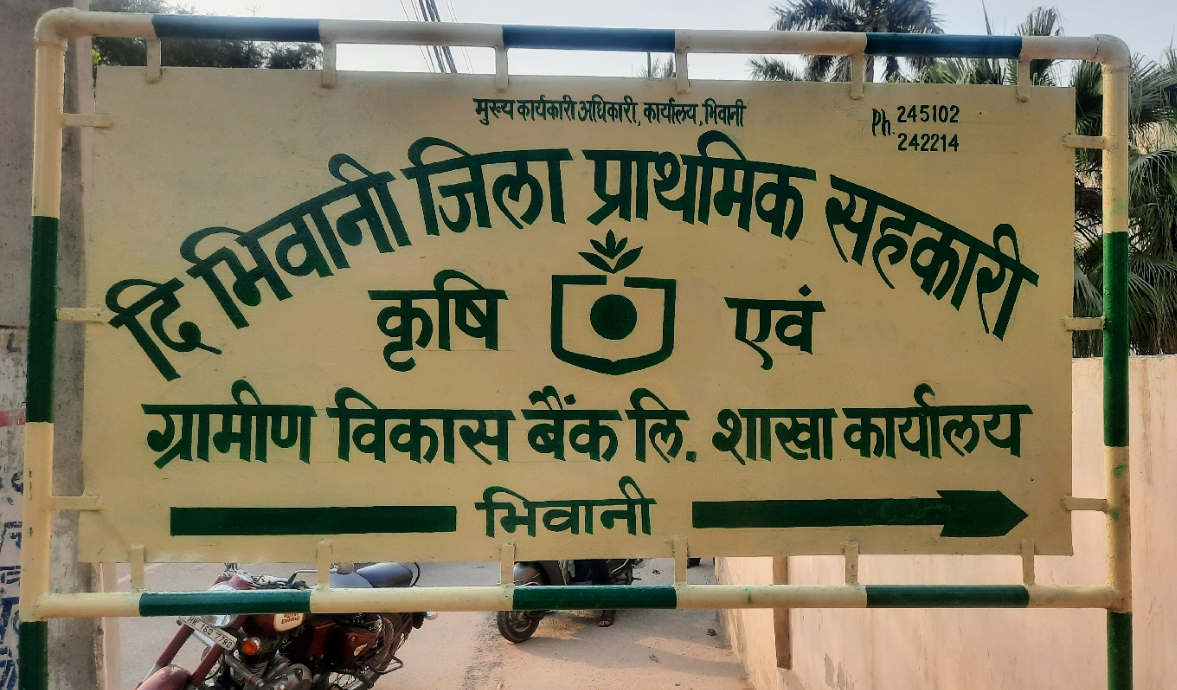 मुख्य कार्यकारी अधिकारी, कार्यालय, भिवानी
Ph. 245102
242214
दि भिवानी जिला प्राथमिक सहकारी
कृषि एवं
ग्रामीण विकास बैंक लि. शाखा कार्यालय
भिवानी